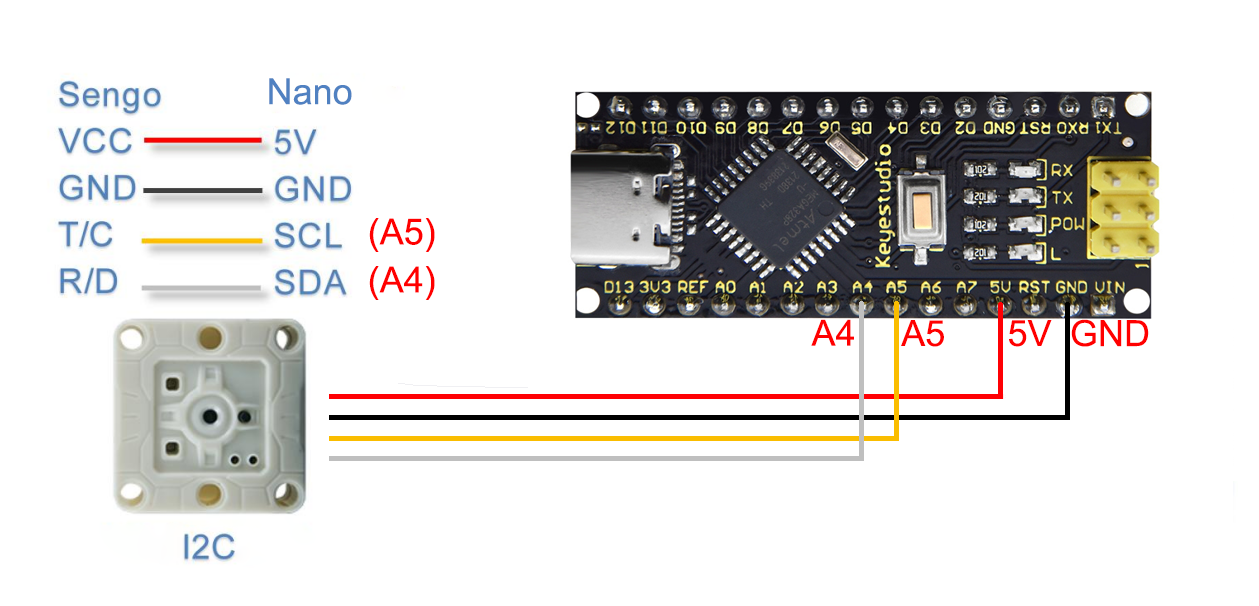 Sengo Nano
VCC 5V
GND GND
T/C SCL (A5)
R/D SDA (A4)
I2C
D12 D11 D10 D9 D8 D7 D6 D5 D4 D3 D2 GND RST RX0 TX1
RX
TX
POW
L
1
Keyestudio
Atmel
D13 3V3 REF A0 A1 A2 A3 A4 A5 A6 A7 5V RST GND VIN
A4 A5 5V GND